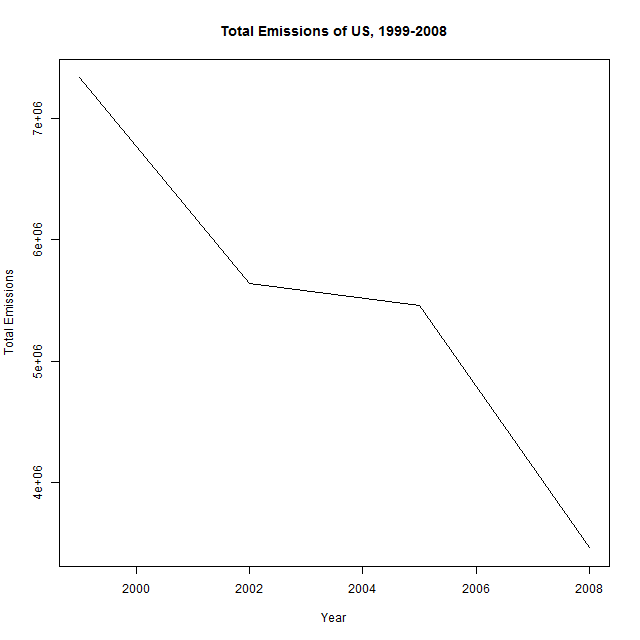 Total Emissions of US, 1999-2008
Total Emissions
7e+06
6e+06
5e+06
4e+06
2000 2002 2004 2006 2008
Year